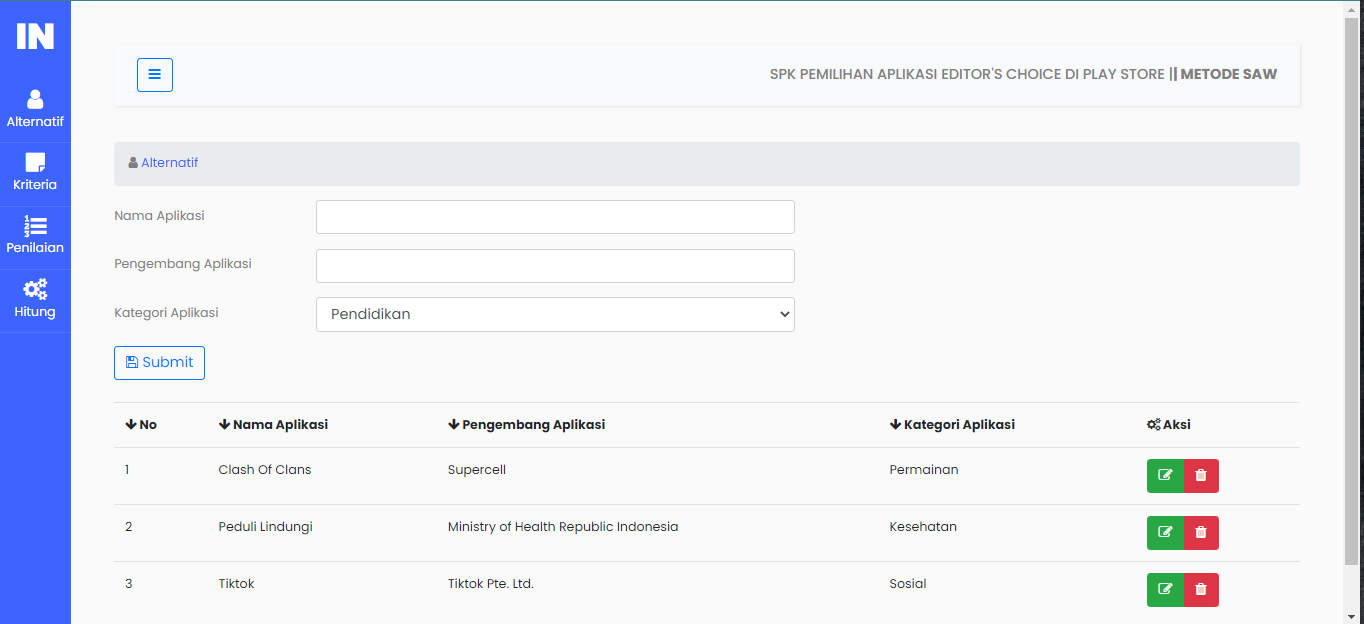 IN
SPK PEMILIHAN APLIKASI EDITOR'S CHOICE DI PLAY STORE || METODE SAW
Alternatif
Kriteria
Penilaian
Hitung
Alternatif
Nama Aplikasi
Pengembang Aplikasi
Kategori Aplikasi Pendidikan
Submit
No Nama Aplikasi Pengembang Aplikasi Kategori Aplikasi Aksi
1 Clash Of Clans Supercell Permainan
2 Peduli Lindungi Ministry of Health Republic Indonesia Kesehatan
3 Tiktok Tiktok Pte. Ltd. Sosial